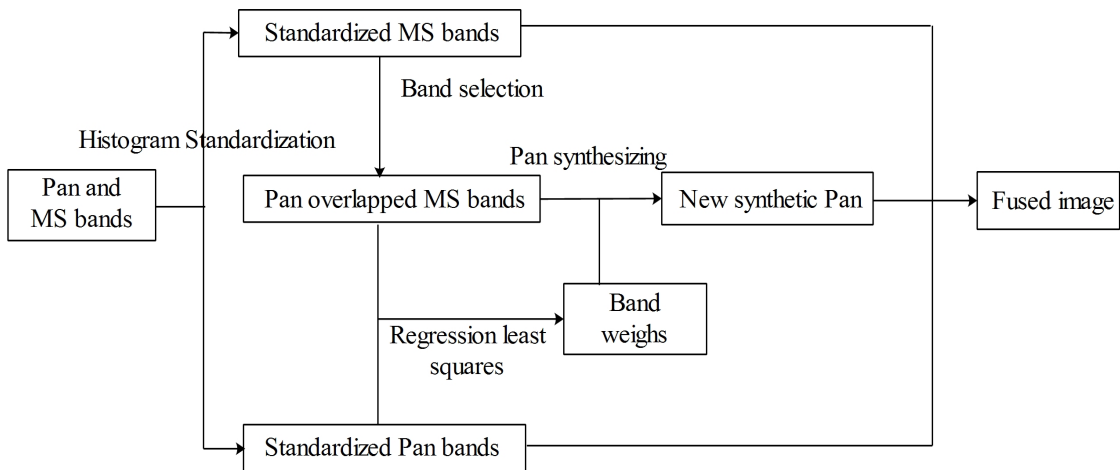 Standardized MS bands
Band selection
Histogram Standardization
Pan synthesizing
Pan and
MS bands
Pan overlapped MS bands
New synthetic Pan
Fused image
Band
weighs
Regression least
squares
Standardized Pan bands